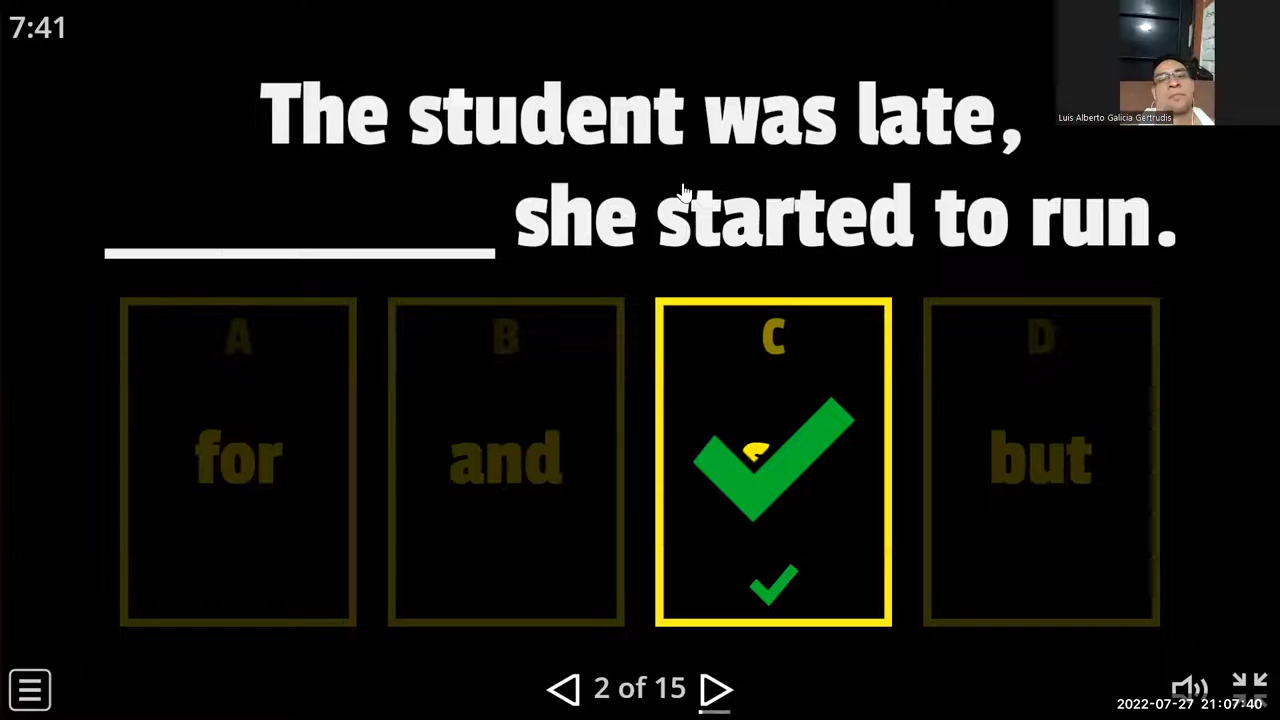 7:41
Luis Alberto Galicia Gertrudis
The student was late,
______________ she started to run.
A
B
C
D
for
and
but
2 of 15
2022-07-27 21:07:40